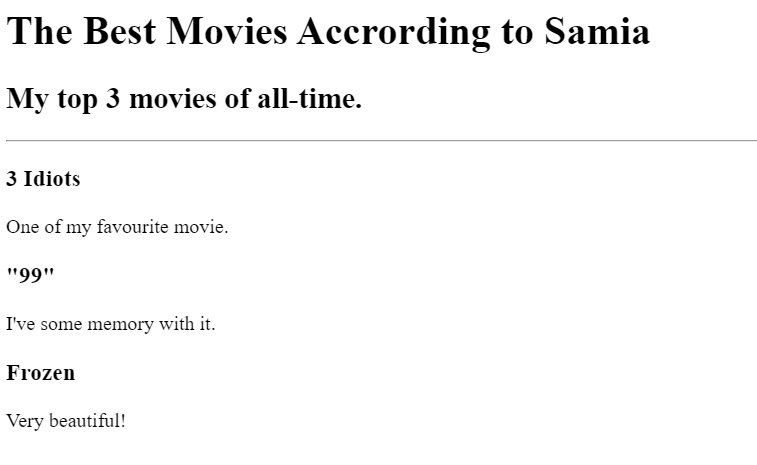 The Best Movies Accrording to Samia
My top 3 movies of all-time.
3 Idiots
One of my favourite movie.
"99"
I've some memory with it.
Frozen
Very beautiful!